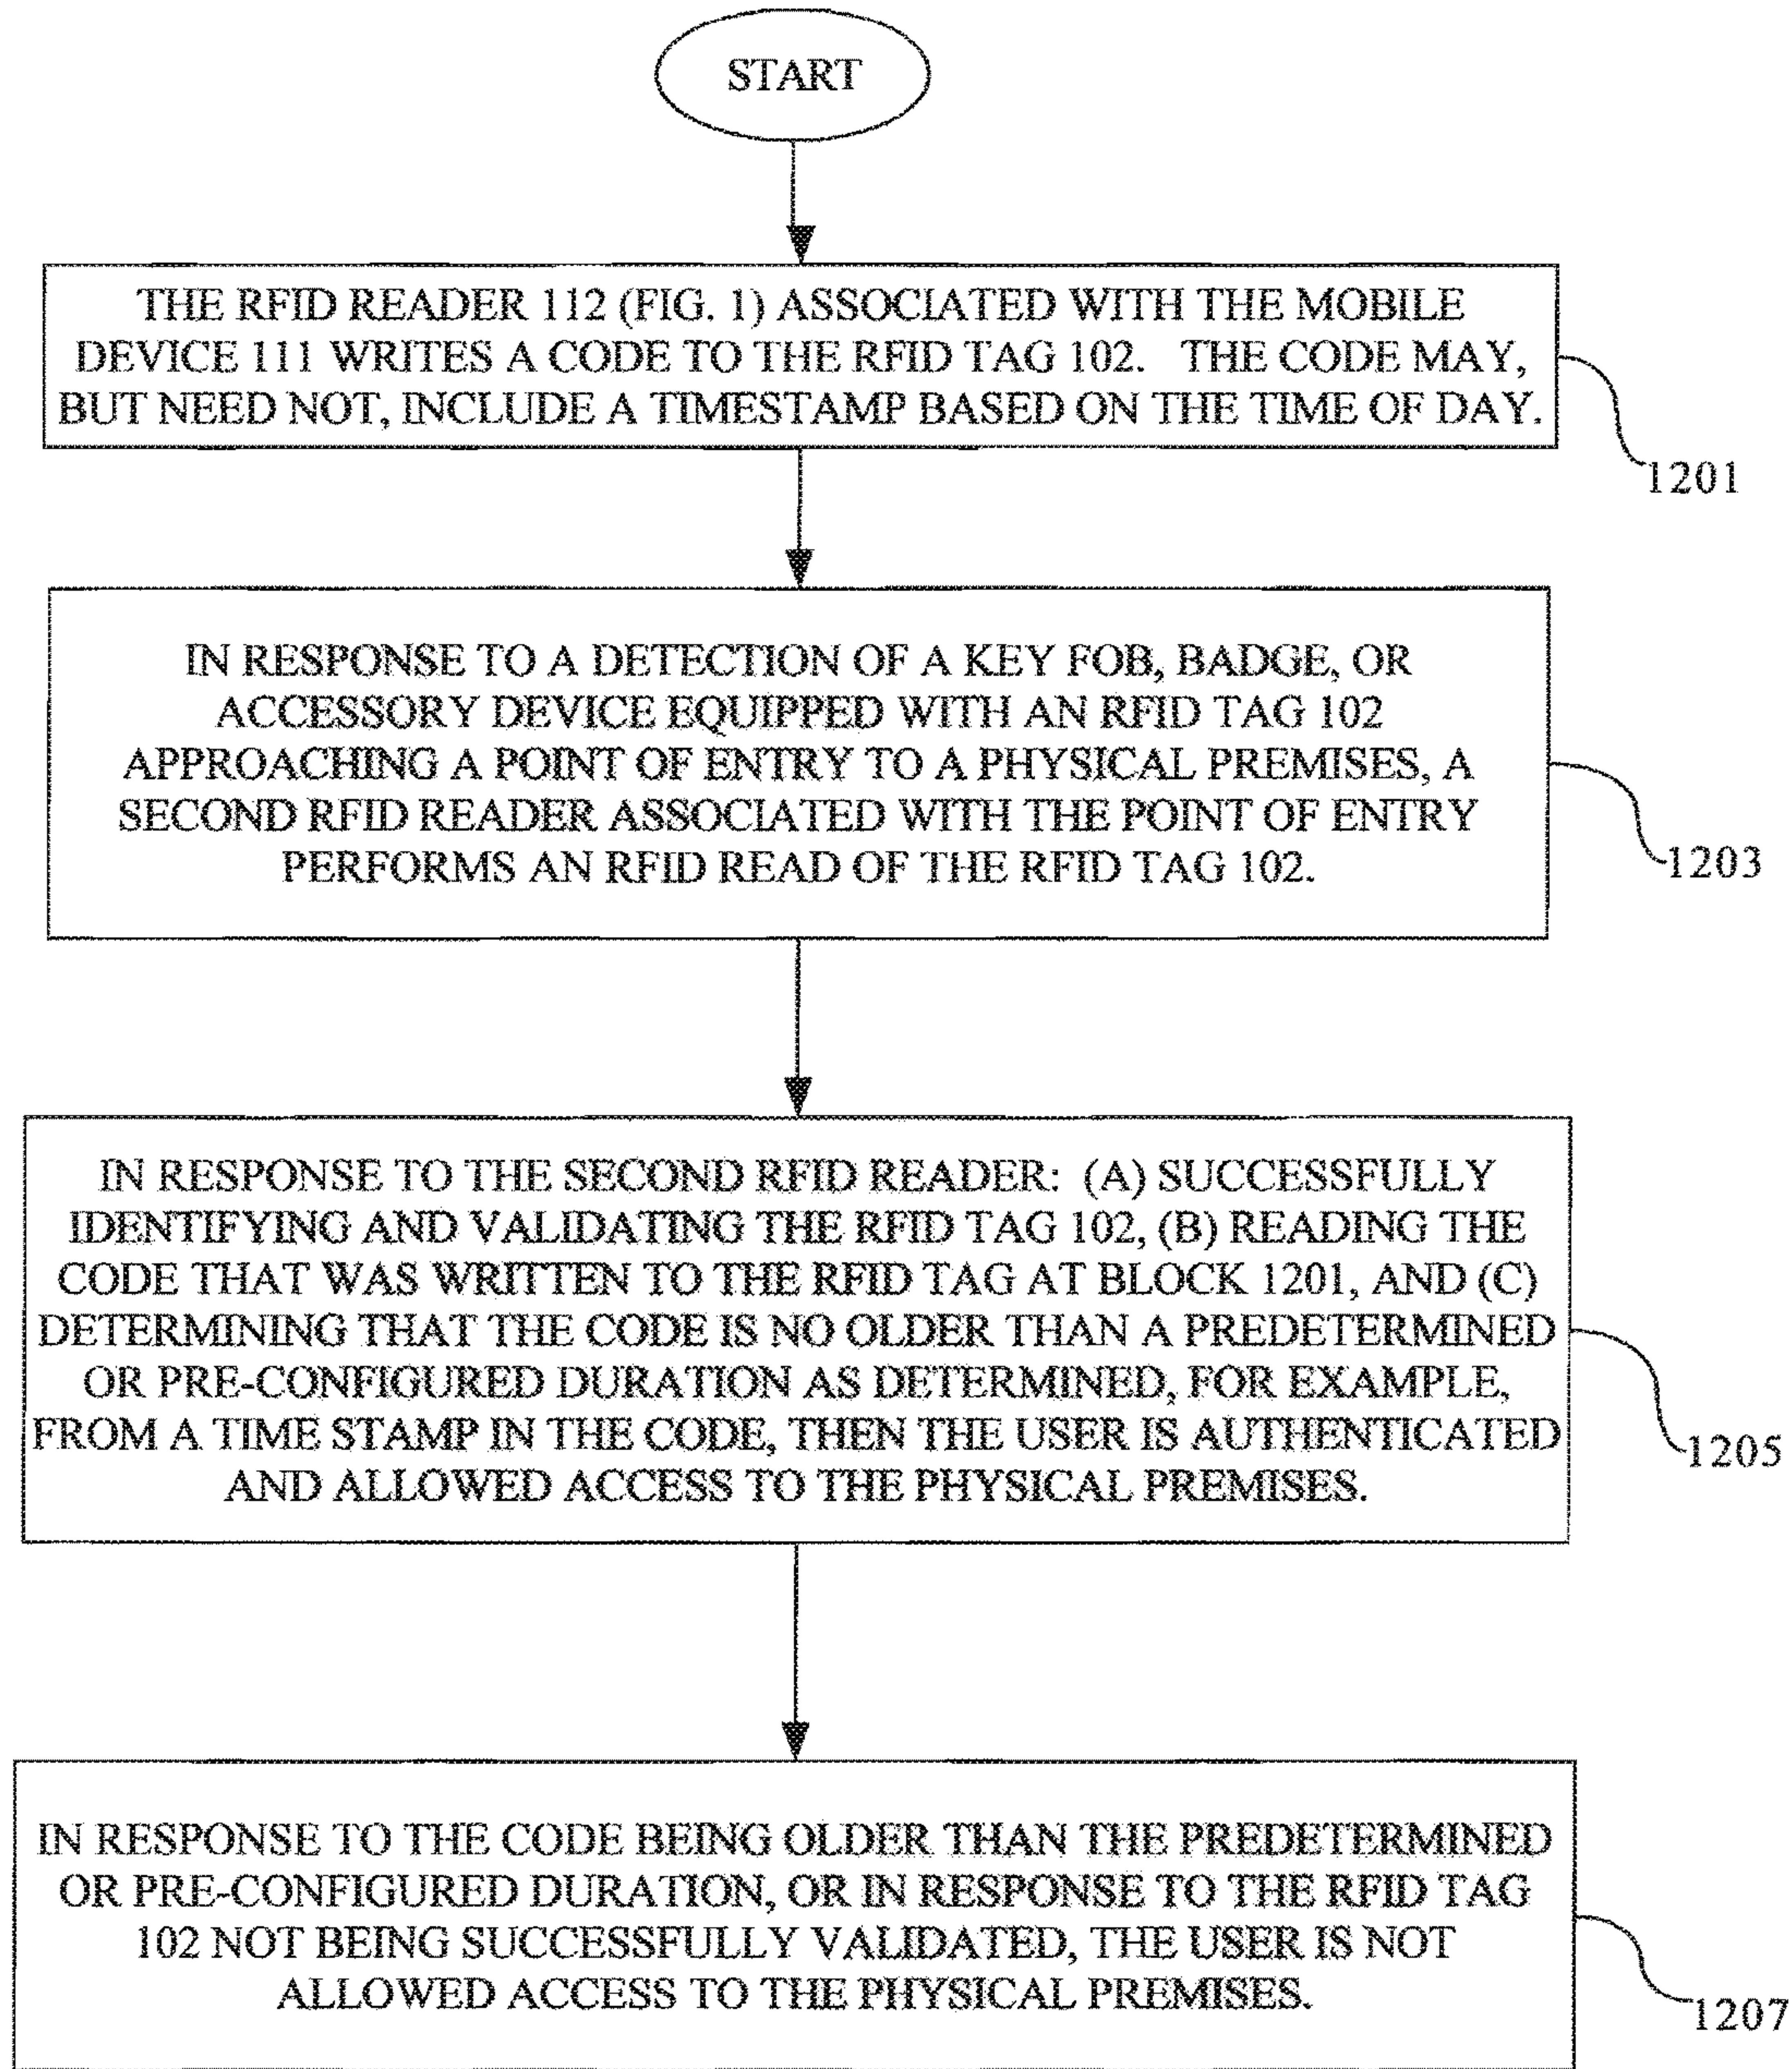 START
THE RFID READER 112 (FIG. 1) ASSOCIATED WITH THE MOBILE
DEVICE 111 WRITES A CODE TO THE RFID TAG 102. THE CODE MAY,
BUT NEED NOT, INCLUDE A TIMESTAMP BASED ON THE TIME OF DAY.
1201
IN RESPONSE TO A DETECTION OF A KEY FOB, BADGE, OR
ACCESSORY DEVICE EQUIPPED WITH AN RFID TAG 102
APPROACHING A POINT OF ENTRY TO A PHYSICAL PREMISES, A
SECOND RFID READER ASSOCIATED WITH THE POINT OF ENTRY
PERFORMS AN RFID READ OF THE RFID TAG 102.
1203
IN RESPONSE TO THE SECOND RFID READER: (A) SUCCESSFULLY
IDENTIFYING AND VALIDATING THE RFID TAG 102, (B) READING THE
CODE THAT WAS WRITTEN TO THE RFID TAG AT BLOCK 1201, AND (C)
DETERMINING THAT THE CODE IS NO OLDER THAN A PREDETERMINED
OR PRE-CONFIGURED DURATION AS DETERMINED, FOR EXAMPLE,
FROM A TIME STAMP IN THE CODE, THEN THE USER IS AUTHENTICATED
AND ALLOWED ACCESS TO THE PHYSICAL PREMISES.
1205
IN RESPONSE TO THE CODE BEING OLDER THAN THE PREDETERMINED
OR PRE-CONFIGURED DURATION, OR IN RESPONSE TO THE RFID TAG
102 NOT BEING SUCCESSFULLY VALIDATED, THE USER IS NOT
ALLOWED ACCESS TO THE PHYSICAL PREMISES.
1207